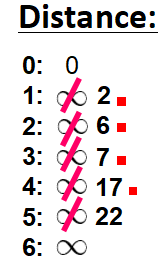 Distance:
0: 0
1: ∞ 2
2: ∞ 6
3: ∞ 7
4: ∞ 17
5: ∞ 22
6: ∞